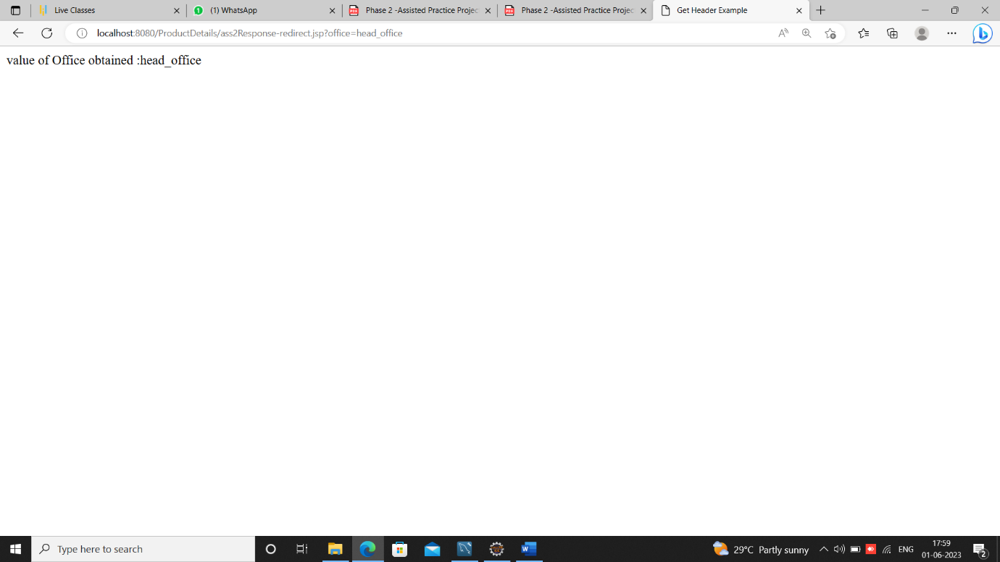 Live Classes
(1) WhatsApp
Phase 2 -Assisted Practice Projec
Phase 2 -Assisted Practice Projec
Get Header Example
localhost:8080/ProductDetails/ass2Response-redirect.jsp?office=head_office
value of Office obtained :head_office
Type here to search
29°C Partly sunny
ENG
17:59
01-06-2023
2